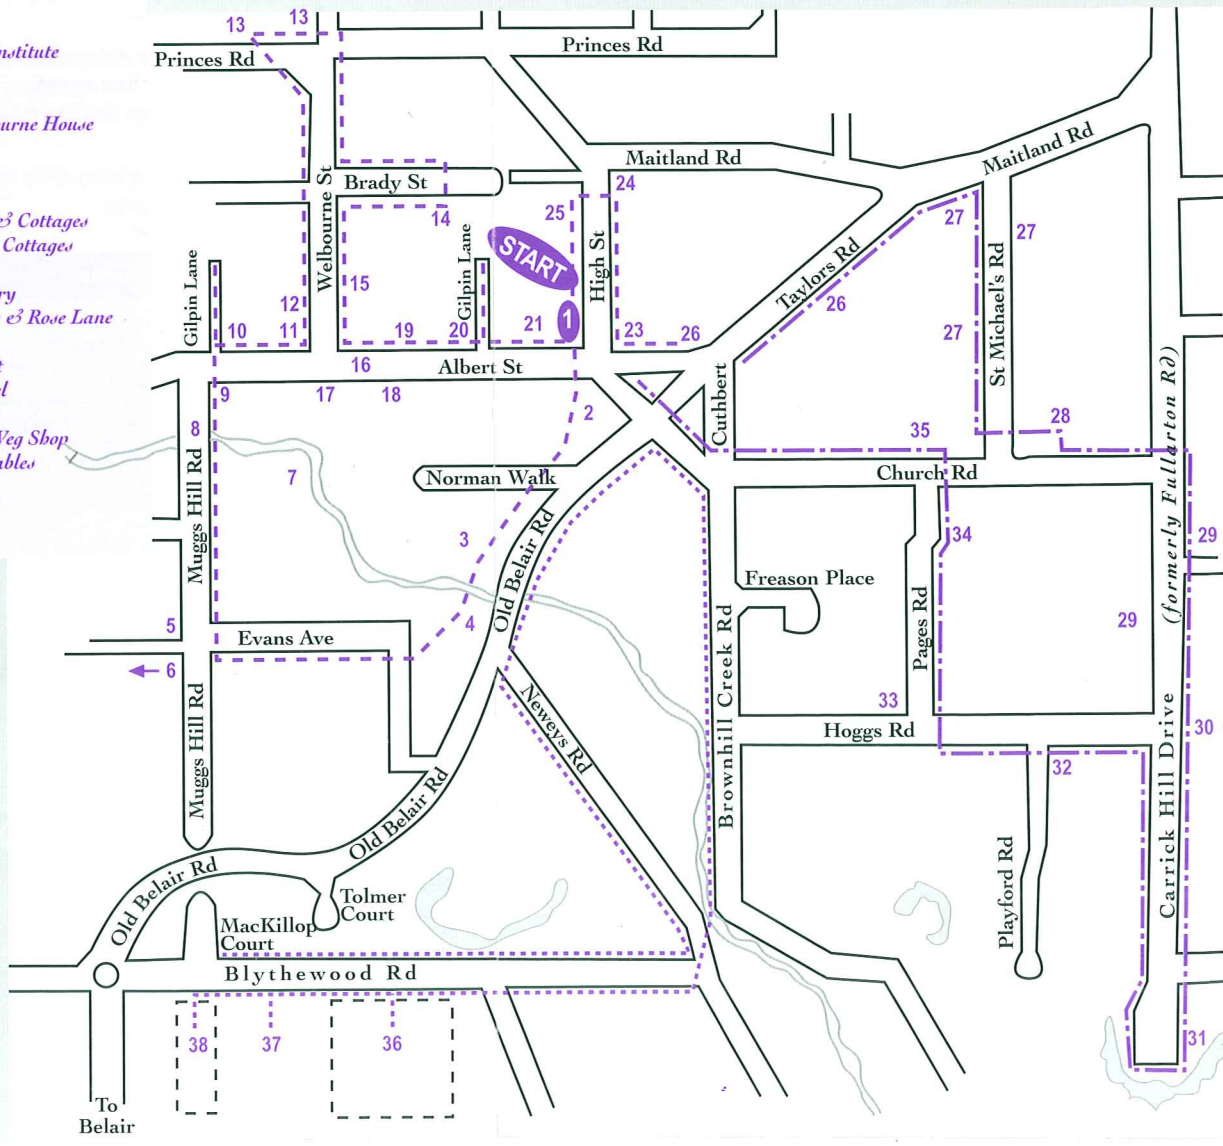 13
13
Princes Rd
Princes Rd
nstitute
urne House
Maitland Rd
Maitland Rd
Brady St
24
& Cottages
Cottages
14
25
27
27
START
Welbourne St
Gilpin Lane
Gilpin Lane
High St
Taylors Rd
St Michael's Rd
ry
& Rose Lane
15
12
26
10
11
19
20
21
1
23
26
27
16
Albert St
9
17
18
t
el
2
Cuthbert
28
Veg Shop
ables
8
35
7
Norman Walk
Church Rd
Muggs Hill Rd
3
Old Belair Rd
34
(formerly Fullarton Rd)
29
Freason Place
4
5
Evans Ave
Pages Rd
29
6
Neweys Rd
33
Brownhill Creek Rd
Hoggs Rd
30
Muggs Hill Rd
32
Carrick Hill Drive
Old Belair Rd
Old Belair Rd
Playford Rd
Tolmer
Court
MacKillop
Court
Blythewood Rd
38
37
36
31
To
Belair